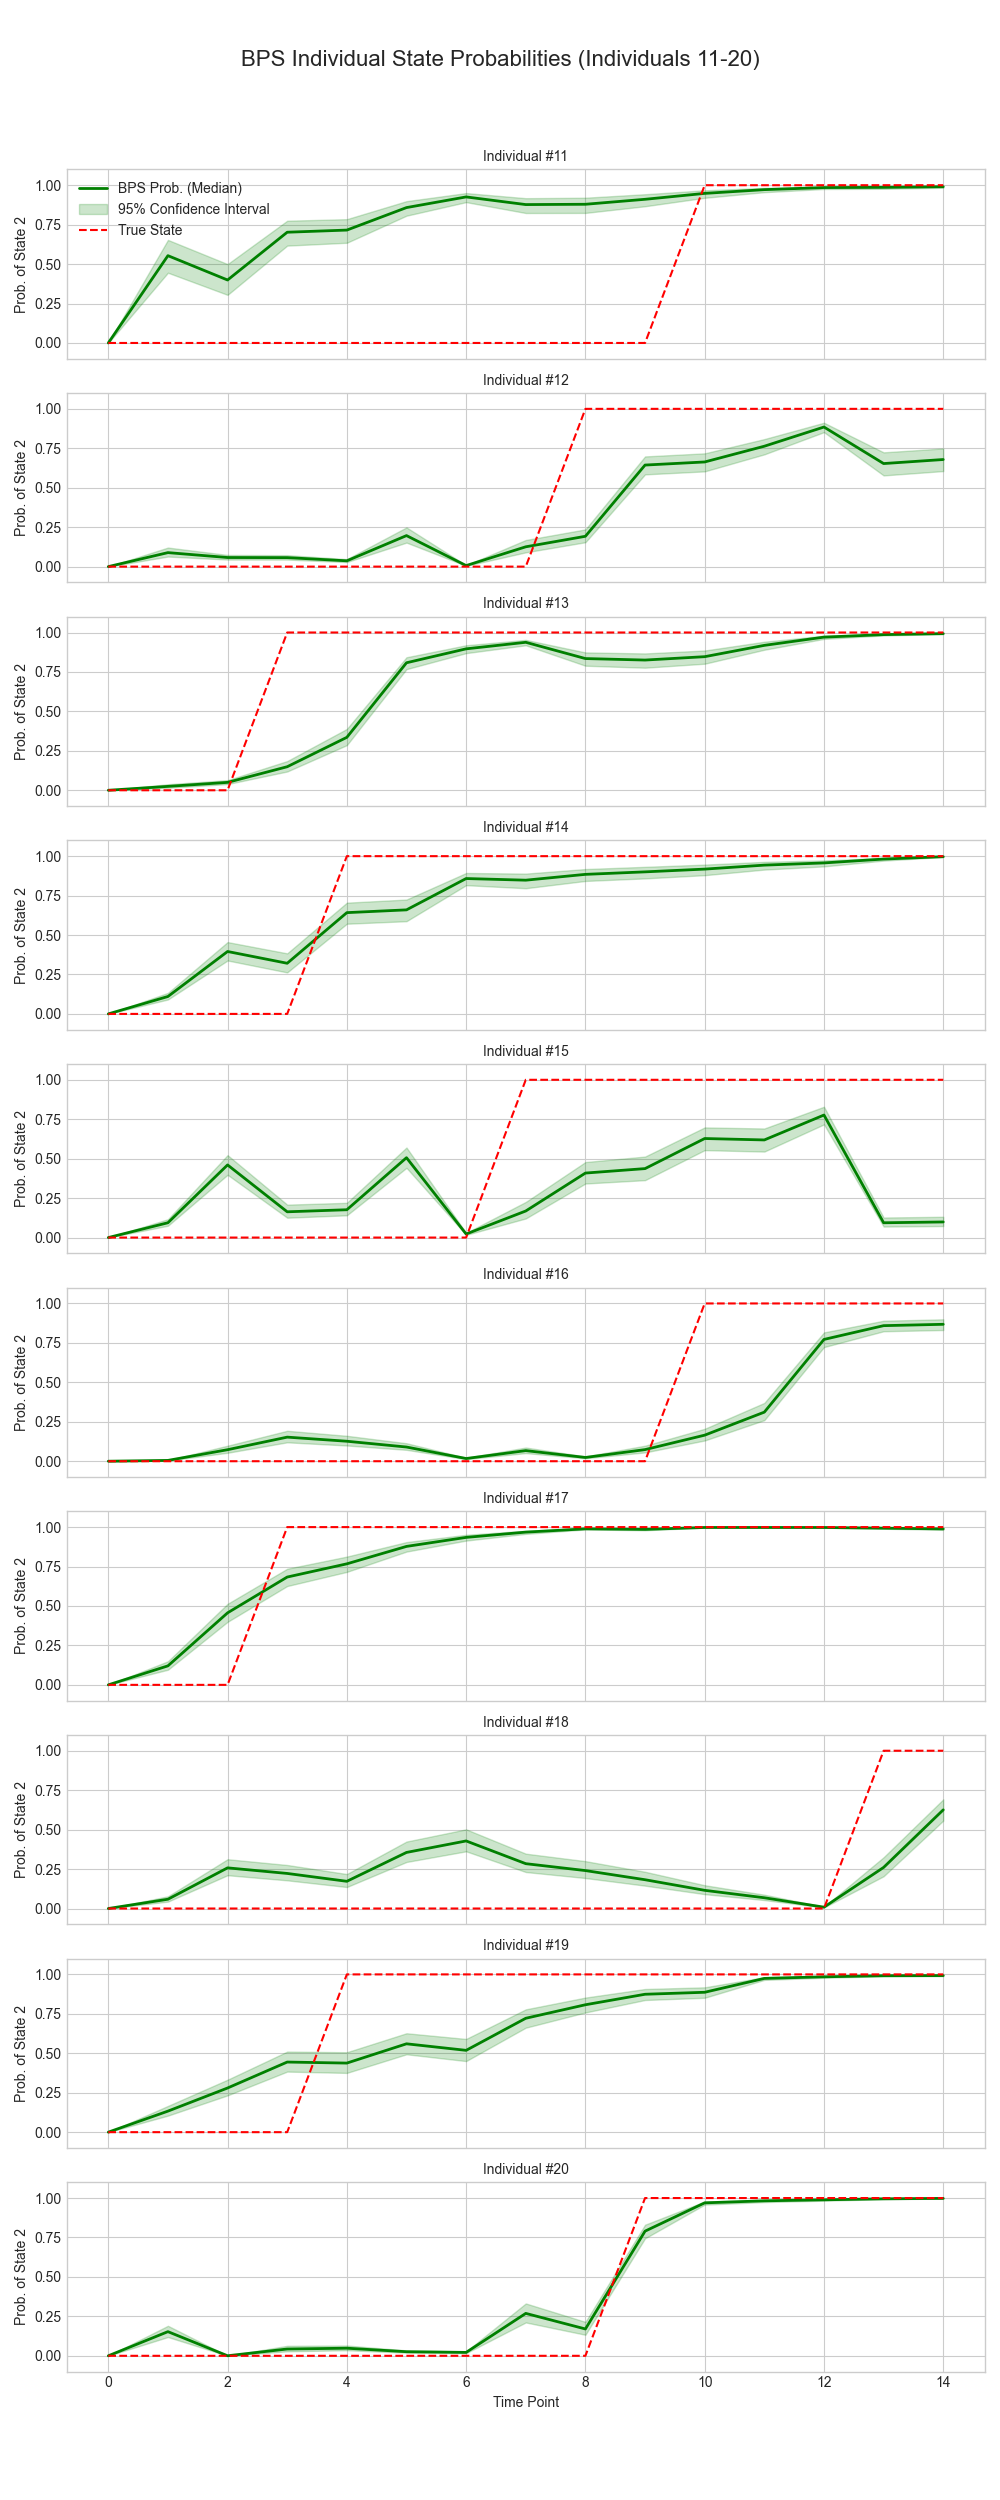 BPS Individual State Probabilities (Individuals 11-20)
Individual #11
BPS Prob. (Median)
95% Confidence Interval
True State
Prob. of State 2
1.00
0.75
0.50
0.25
0.00
Individual #12
Prob. of State 2
1.00
0.75
0.50
0.25
0.00
Individual #13
Prob. of State 2
1.00
0.75
0.50
0.25
0.00
Individual #14
Prob. of State 2
1.00
0.75
0.50
0.25
0.00
Individual #15
Prob. of State 2
1.00
0.75
0.50
0.25
0.00
Individual #16
Prob. of State 2
1.00
0.75
0.50
0.25
0.00
Individual #17
Prob. of State 2
1.00
0.75
0.50
0.25
0.00
Individual #18
Prob. of State 2
1.00
0.75
0.50
0.25
0.00
Individual #19
Prob. of State 2
1.00
0.75
0.50
0.25
0.00
Individual #20
Prob. of State 2
1.00
0.75
0.50
0.25
0.00
0 2 4 6 8 10 12 14
Time Point